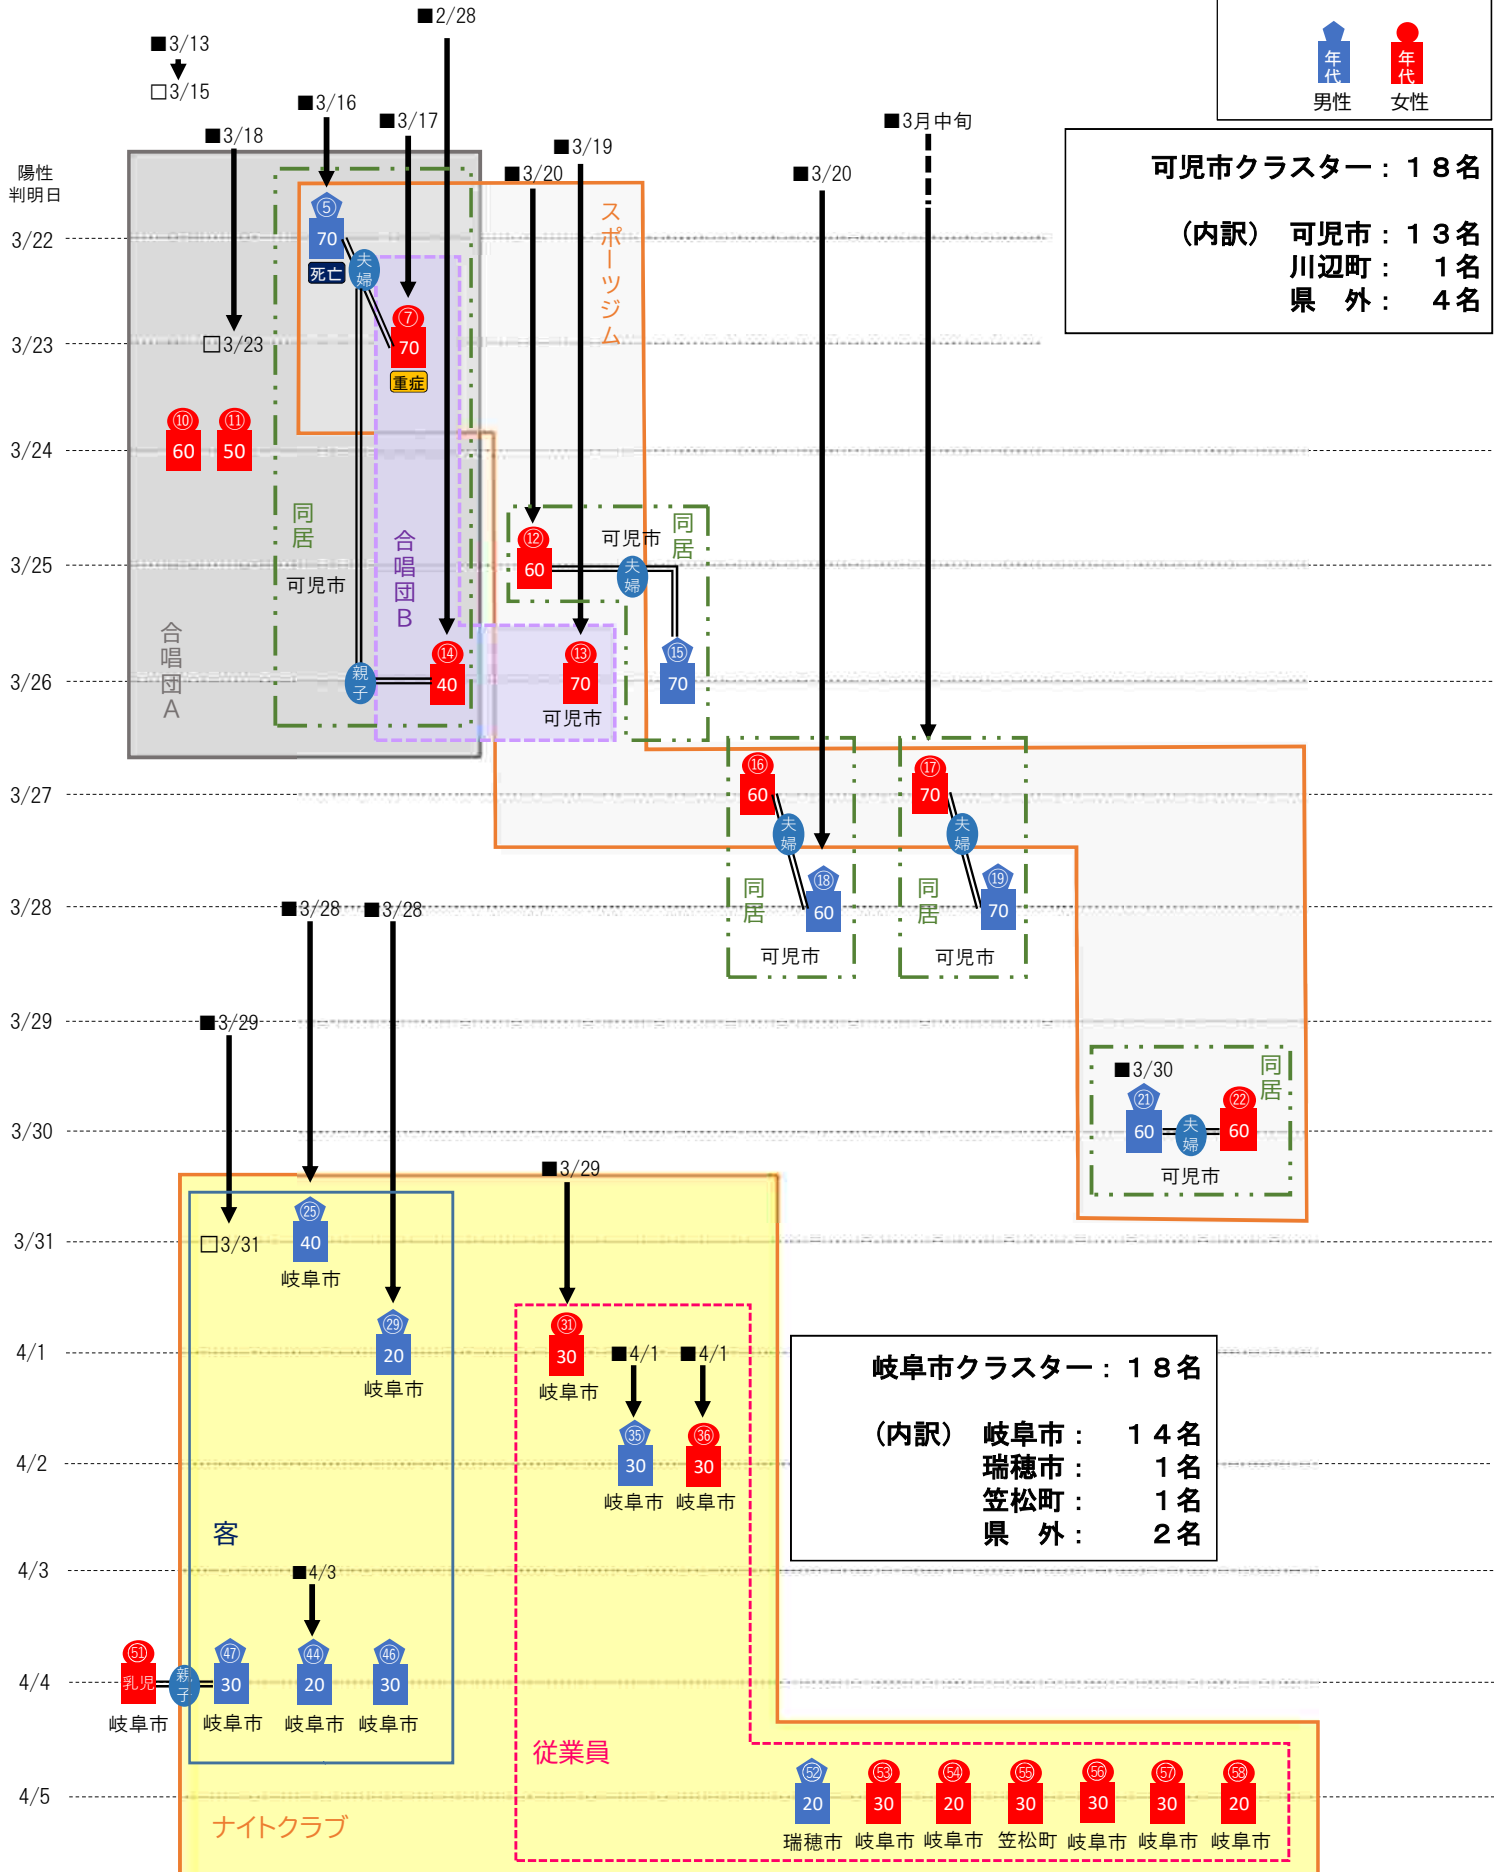 ■2/28
■3/13
□3/15
■3/16
■3/17
■3/18
■3/19
■3/20
■3/20
■3月中旬
年代
男性
年代
女性
可児市クラスター：１８名
（内訳） 可児市：１３名
川辺町： １名
県　外： ４名
陽性
判明日
3/22
⑤
70
死亡
夫婦
スポーツジム
3/23
□3/23
⑦
70
重症
3/24
⑩
60
⑪
50
同居
可児市
合唱団B
合唱団A
3/25
⑫
60
可児市
夫婦
同居
3/26
親子
⑭
40
⑬
70
可児市
⑮
70
3/27
⑯
60
夫婦
⑰
70
夫婦
3/28
同居
⑱
60
可児市
同居
⑲
70
可児市
■3/28
■3/28
3/29
■3/29
■3/30
同居
3/30
㉑
60
夫婦
㉒
60
可児市
■3/29
3/31
□3/31
㉕
40
岐阜市
4/1
㉙
20
岐阜市
㉛
30
岐阜市
■4/1
■4/1
岐阜市クラスター：１８名
（内訳） 岐阜市： １４名
瑞穂市： １名
笠松町： １名
県　外： ２名
4/2
㉟
30
岐阜市
㊱
30
岐阜市
客
4/3
■4/3
4/4
51
乳児
岐阜市
親子
㊼
30
岐阜市
㊹
20
岐阜市
㊻
30
岐阜市
従業員
4/5
52
20
瑞穂市
53
30
岐阜市
54
20
岐阜市
55
30
笠松町
56
30
岐阜市
57
30
岐阜市
58
20
岐阜市
ナイトクラブ